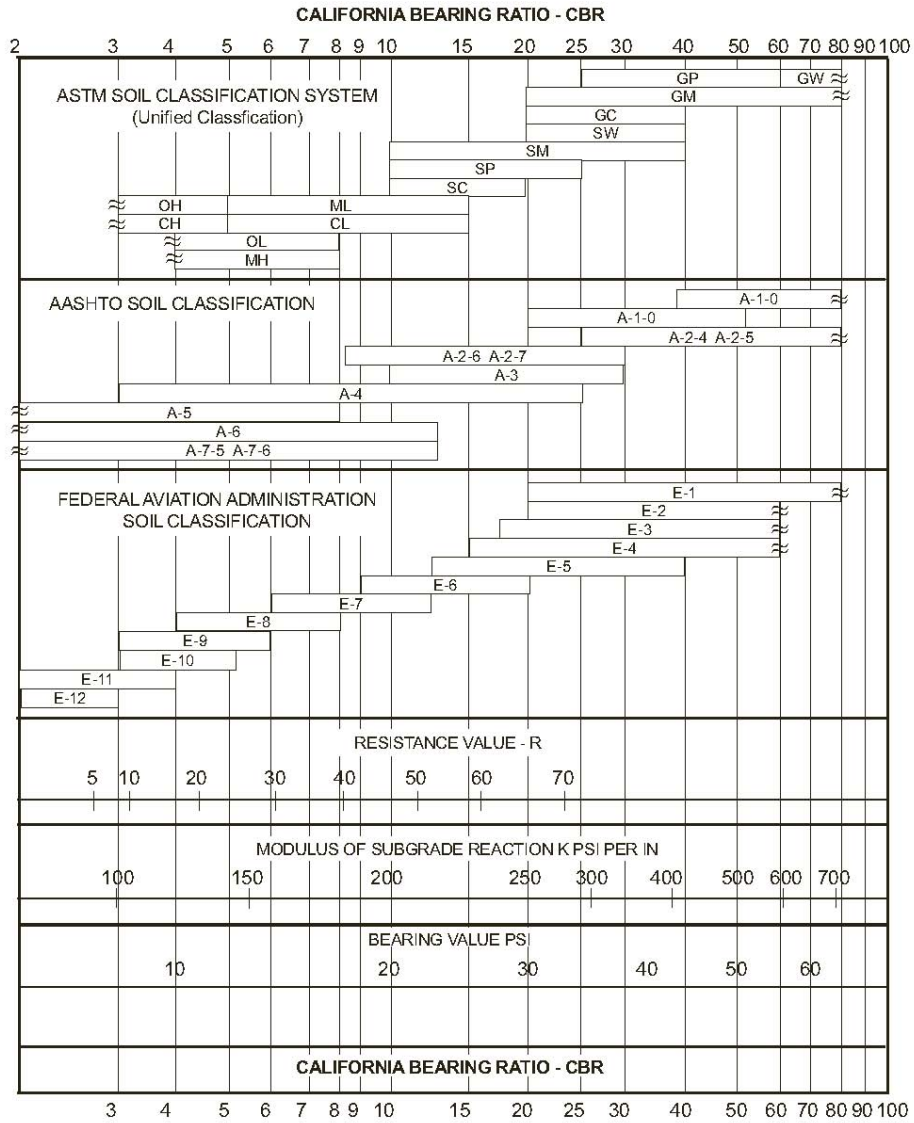 CALIFORNIA BEARING RATIO - CBR
2 3 4 5 6 7 8 9 10 15 20 25 30 40 50 60 70 80 90 100
ASTM SOIL CLASSIFICATION SYSTEM
(Unified Classfication)
GP GW
GM
GC
SW
SM
SP
SC
OH ML
CH CL
OL
MH
AASHTO SOIL CLASSIFICATION
A-1-0
A-1-0
A-2-4 A-2-5
A-2-6 A-2-7
A-3
A-4
A-5
A-6
A-7-5 A-7-6
FEDERAL AVIATION ADMINISTRATION
SOIL CLASSIFICATION
E-1
E-2
E-3
E-4
E-5
E-6
E-7
E-8
E-9
E-10
E-11
E-12
RESISTANCE VALUE - R
5 10 20 30 40 50 60 70
MODULUS OF SUBGRADE REACTION K PSI PER IN
100 150 200 250 300 400 500 600 700
BEARING VALUE PSI
10 20 30 40 50 60
CALIFORNIA BEARING RATIO - CBR
3 4 5 6 7 8 9 10 15 20 25 30 40 50 60 70 80 90 100